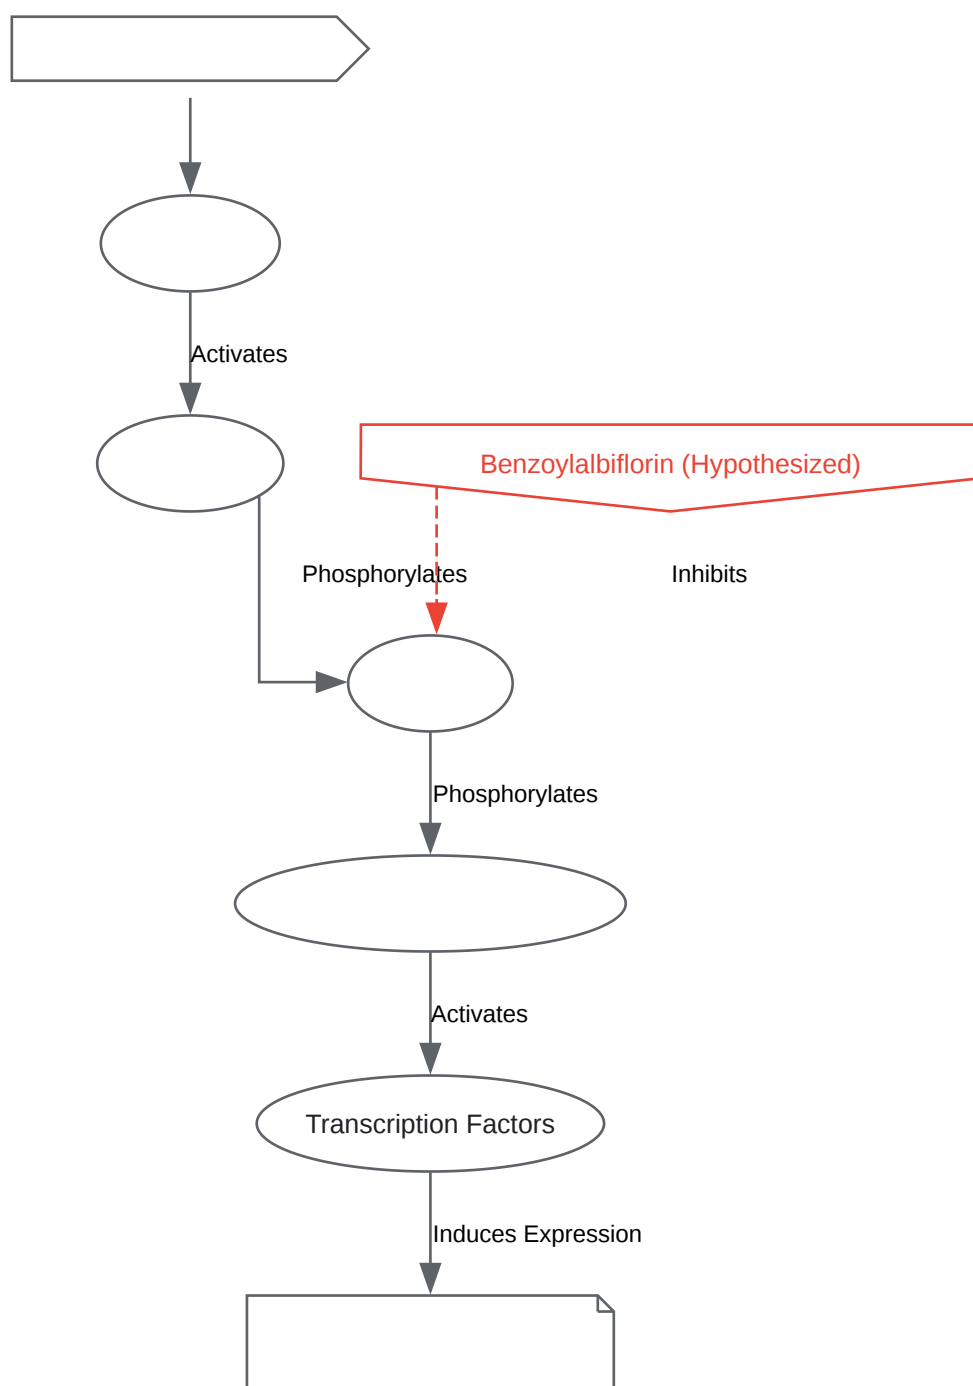 Activates
Benzoylalbiflorin (Hypothesized)
Phosphorylates
Inhibits
Phosphorylates
Activates
Transcription Factors
Induces Expression